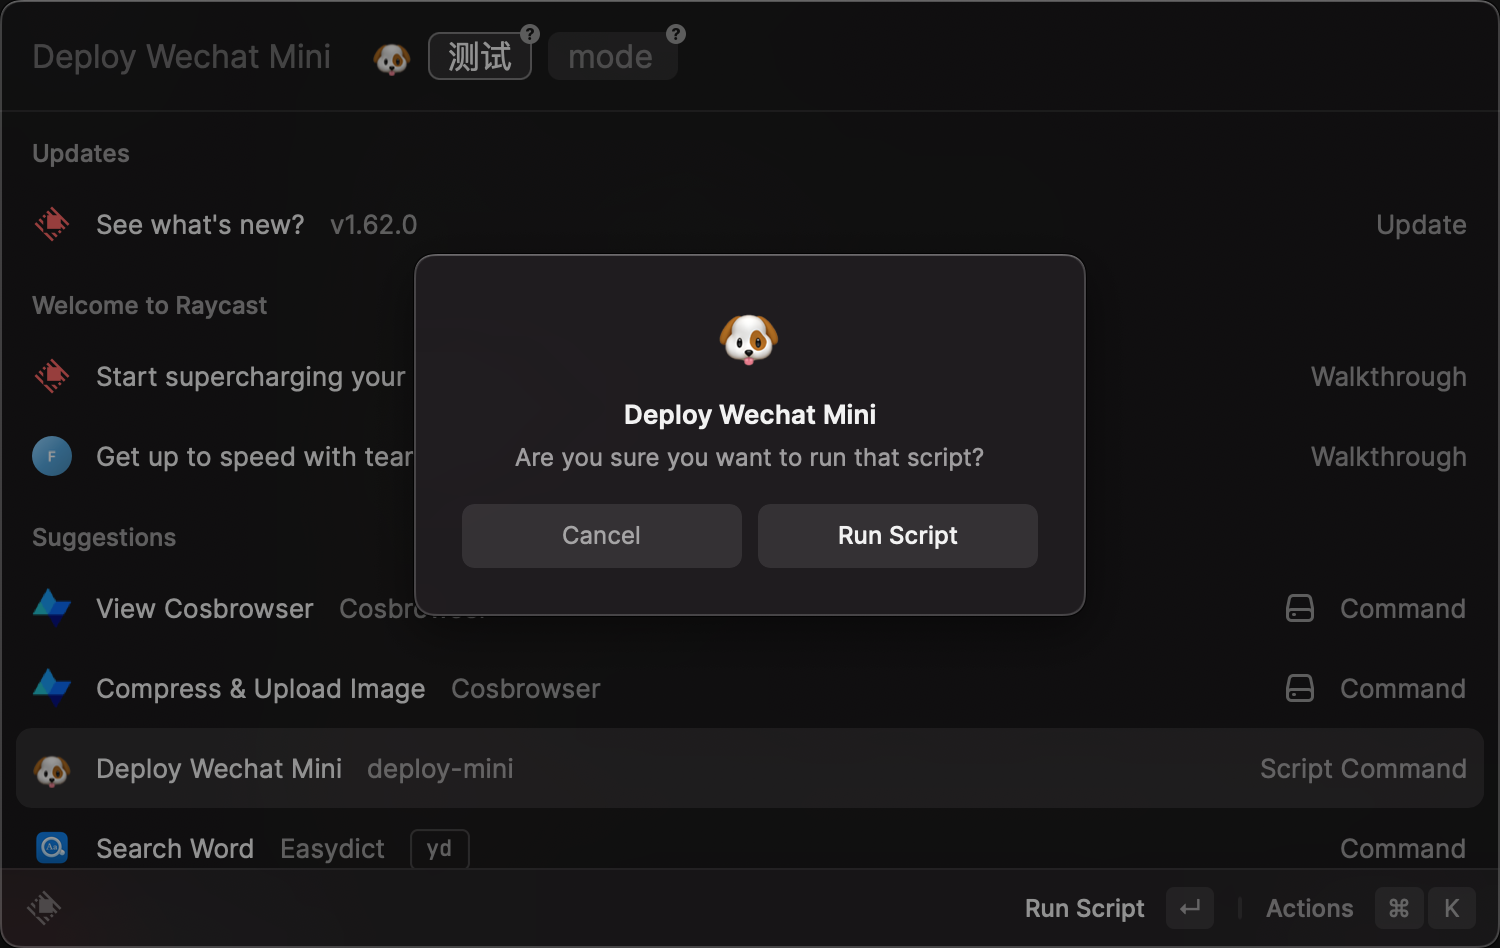 Deploy Wechat Mini 测试 ? mode ?
Updates
See what's new? v1.62.0 Update
Welcome to Raycast
Start supercharging your Walkthrough
F Get up to speed with Walkthrough
Deploy Wechat Mini
Are you sure you want to run that script?
Cancel Run Script
Suggestions
View Cosbrowser Command
Compress & Upload Image Cosbrowser Command
Deploy Wechat Mini deploy-mini Script Command
Aa Search Word Easydict yd Command
Run Script ↵ Actions ⌘ K